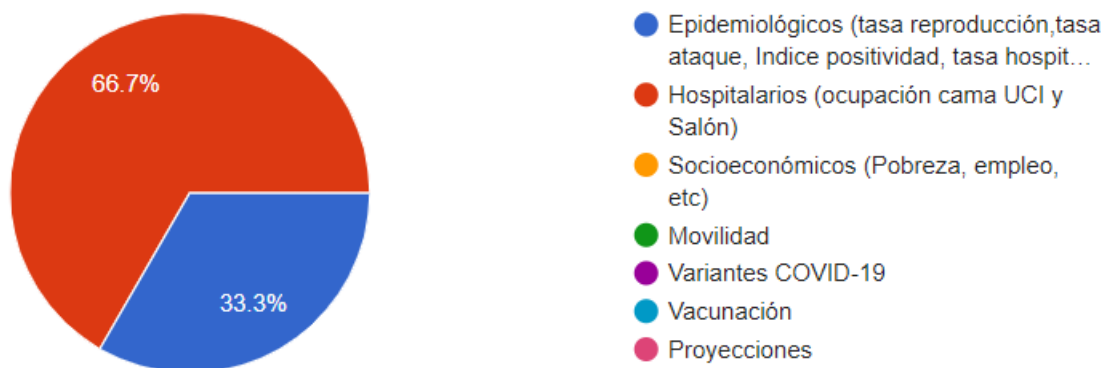 66.7%
33.3%
Epidemiológicos (tasa reproducción,tasa
ataque, Indice positividad, tasa hospit…
Hospitalarios (ocupación cama UCI y
Salón)
Socioeconómicos (Pobreza, empleo,
etc)
Movilidad
Variantes COVID-19
Vacunación
Proyecciones